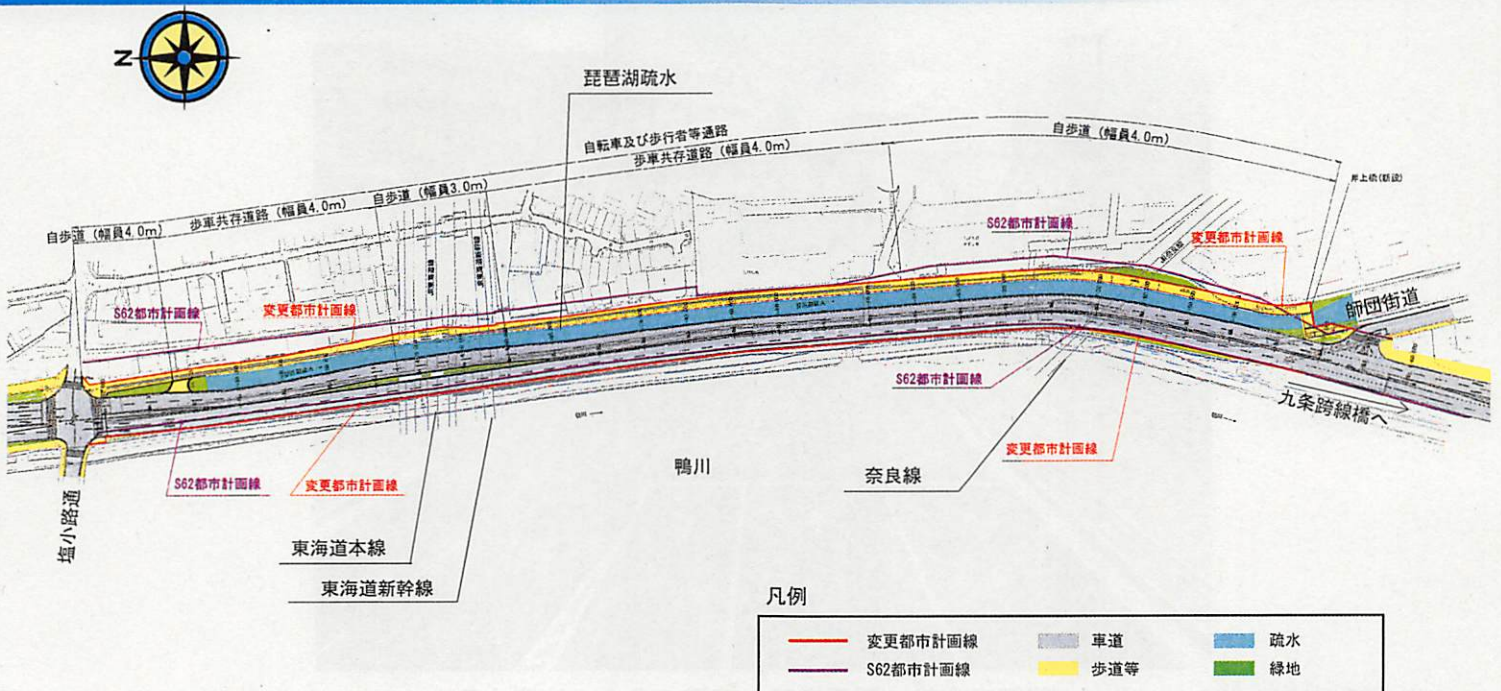 N
琵琶湖疏水
自転車及び歩行者等通路
自歩道（幅員4.0m）
歩車共存道路（幅員4.0m）
自歩道（幅員3.0m）
歩車共存道路（幅員4.0m）
自歩道（幅員4.0m）
S62都市計画線
変更都市計画線
S62都市計画線
変更都市計画線
師団街道
S62都市計画線
変更都市計画線
S62都市計画線
変更都市計画線
九条跨線橋へ
塩小路通
鴨川
奈良線
東海道本線
東海道新幹線
凡例
変更都市計画線
車道
疏水
S62都市計画線
歩道等
緑地